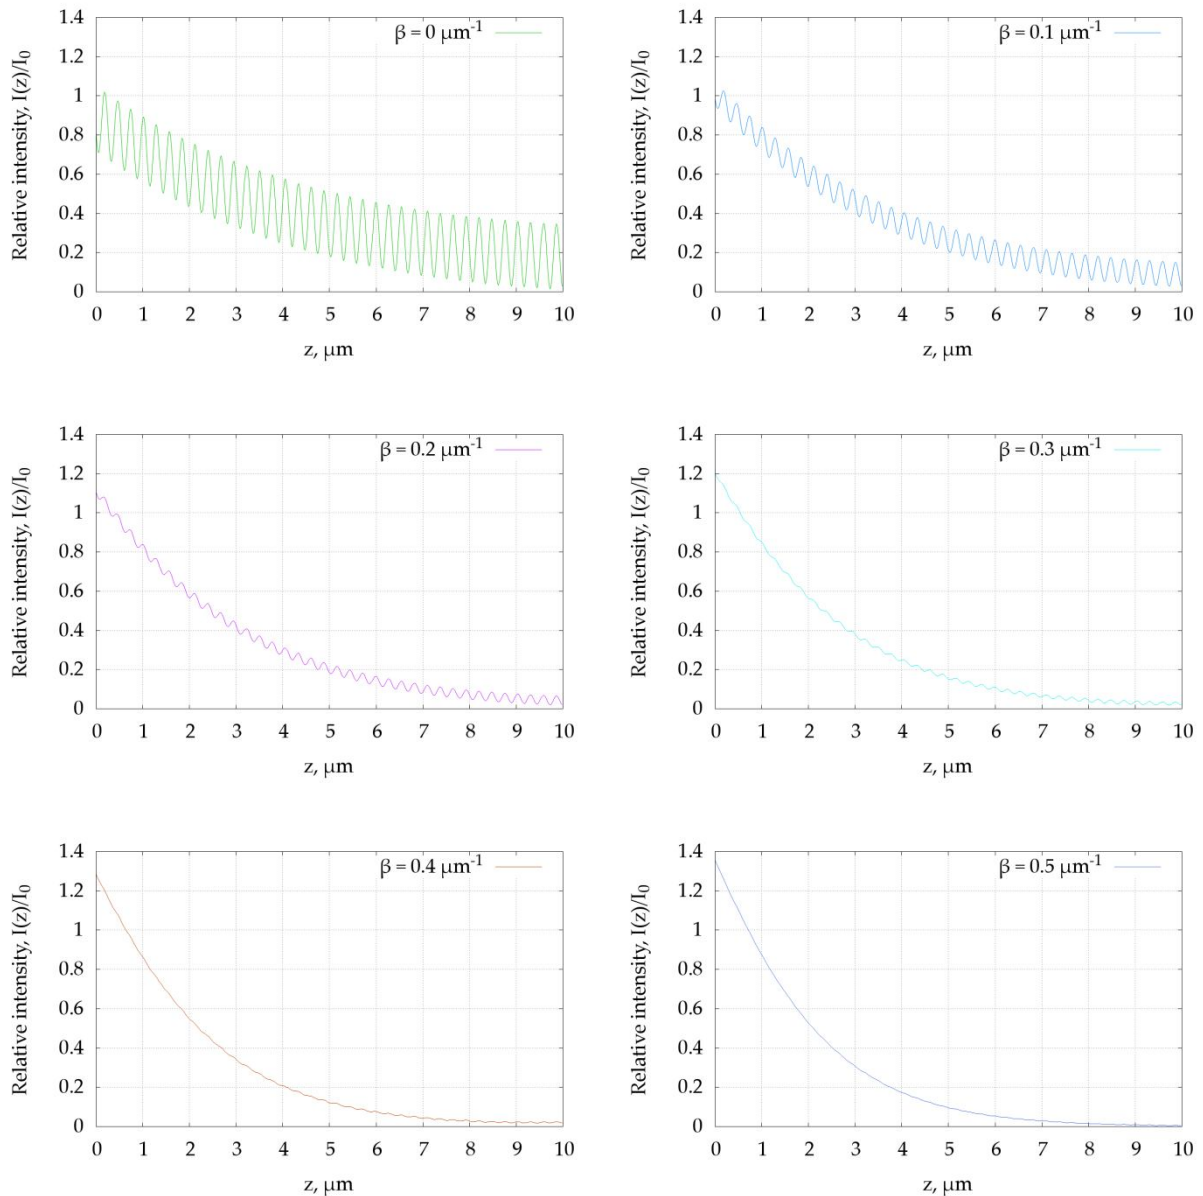 Relative intensity, I(z)/I₀
1.4
1.2
1
0.8
0.6
0.4
0.2
0
β = 0 μm⁻¹
0 1 2 3 4 5 6 7 8 9 10
z, μm
Relative intensity, I(z)/I₀
1.4
1.2
1
0.8
0.6
0.4
0.2
0
β = 0.1 μm⁻¹
0 1 2 3 4 5 6 7 8 9 10
z, μm
Relative intensity, I(z)/I₀
1.4
1.2
1
0.8
0.6
0.4
0.2
0
β = 0.2 μm⁻¹
0 1 2 3 4 5 6 7 8 9 10
z, μm
Relative intensity, I(z)/I₀
1.4
1.2
1
0.8
0.6
0.4
0.2
0
β = 0.3 μm⁻¹
0 1 2 3 4 5 6 7 8 9 10
z, μm
Relative intensity, I(z)/I₀
1.4
1.2
1
0.8
0.6
0.4
0.2
0
β = 0.4 μm⁻¹
0 1 2 3 4 5 6 7 8 9 10
z, μm
Relative intensity, I(z)/I₀
1.4
1.2
1
0.8
0.6
0.4
0.2
0
β = 0.5 μm⁻¹
0 1 2 3 4 5 6 7 8 9 10
z, μm